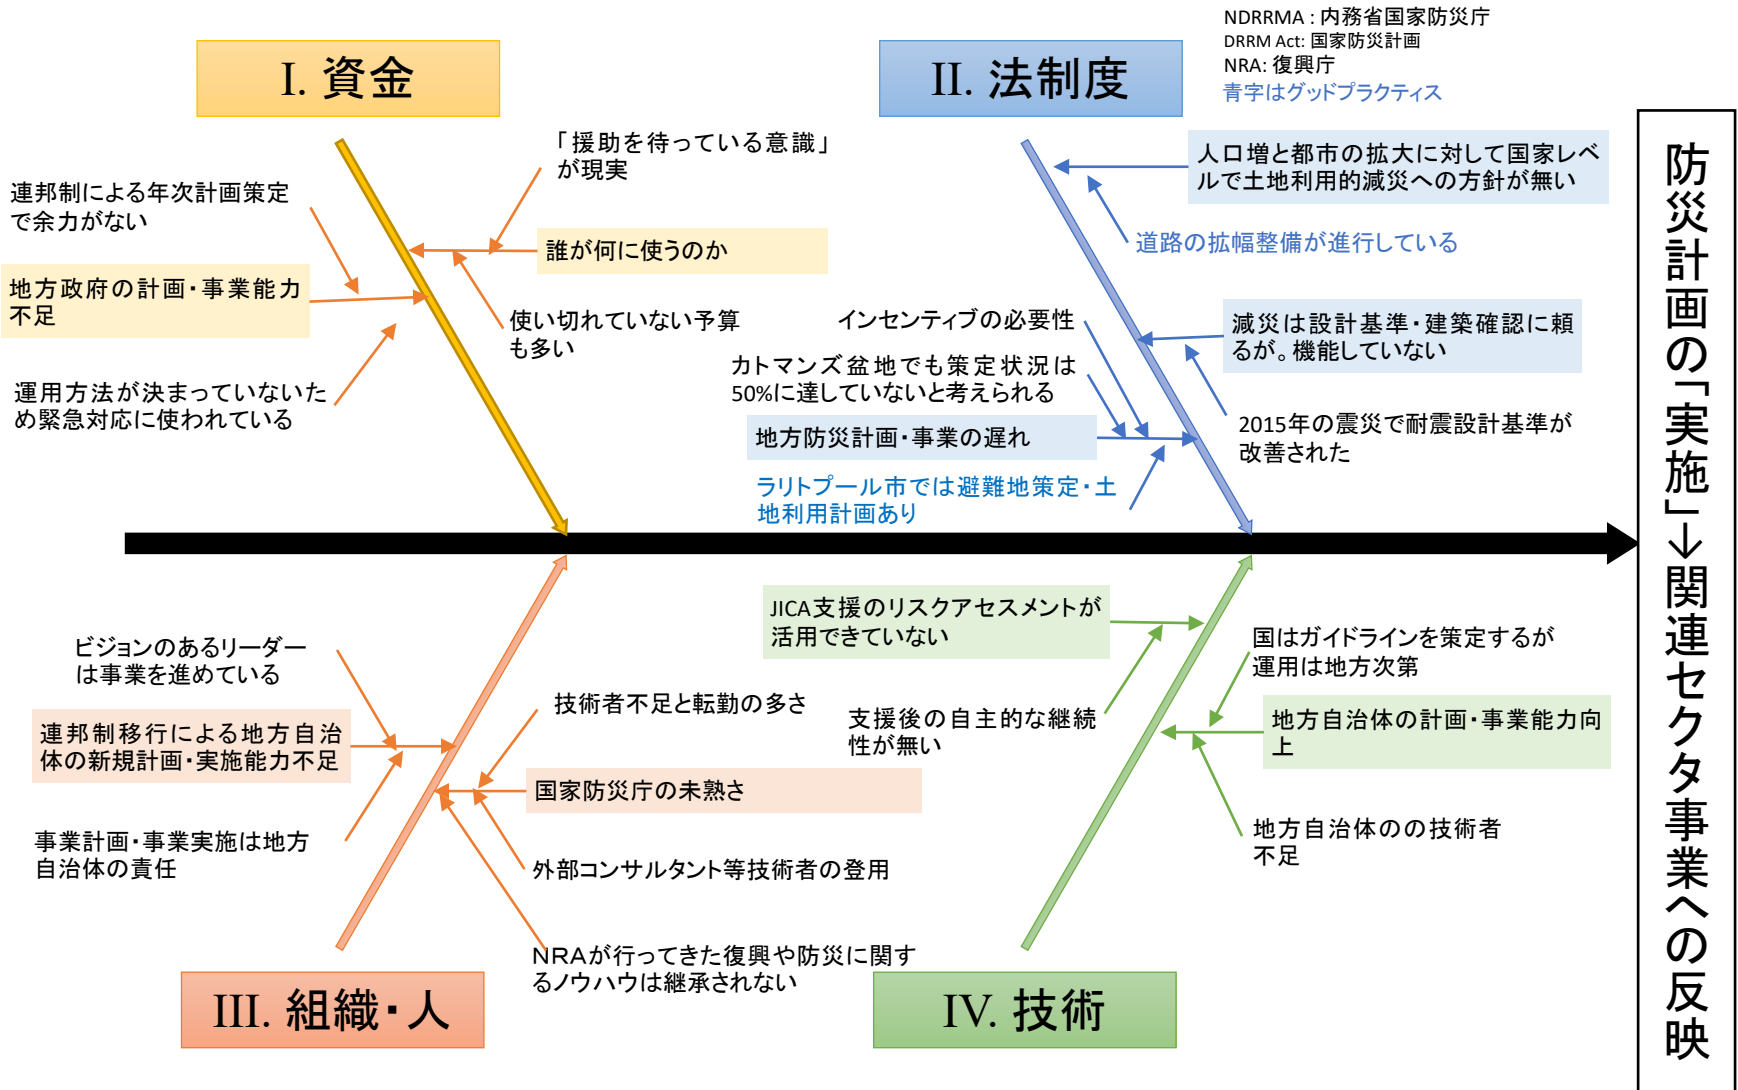 NDRRMA : 内務省国家防災庁
DRRM Act: 国家防災計画
NRA: 復興庁
青字はグッドプラクティス
I. 資金
「援助を待っている意識」
が現実
連邦制による年次計画策定
で余力がない
誰が何に使うのか
地方政府の計画・事業能力
不足
使い切れていない予算
も多い
運用方法が決まっていないた
め緊急対応に使われている
II. 法制度
人口増と都市の拡大に対して国家レベ
ルで土地利用的減災への方針が無い
道路の拡幅整備が進行している
インセンティブの必要性
減災は設計基準・建築確認に頼
るが。機能していない
カトマンズ盆地でも策定状況は
50%に達していないと考えられる
地方防災計画・事業の遅れ
2015年の震災で耐震設計基準が
改善された
ラリトプール市では避難地策定・土
地利用計画あり
ビジョンのあるリーダー
は事業を進めている
技術者不足と転勤の多さ
連邦制移行による地方自治
体の新規計画・実施能力不足
国家防災庁の未熟さ
事業計画・事業実施は地方
自治体の責任
外部コンサルタント等技術者の登用
NRAが行ってきた復興や防災に関す
るノウハウは継承されない
III. 組織・人
JICA支援のリスクアセスメントが
活用できていない
国はガイドラインを策定するが
運用は地方次第
支援後の自主的な継続
性が無い
地方自治体の計画・事業能力向
上
地方自治体のの技術者
不足
IV. 技術
防災計画の「実施」→関連セクタ事業への反映